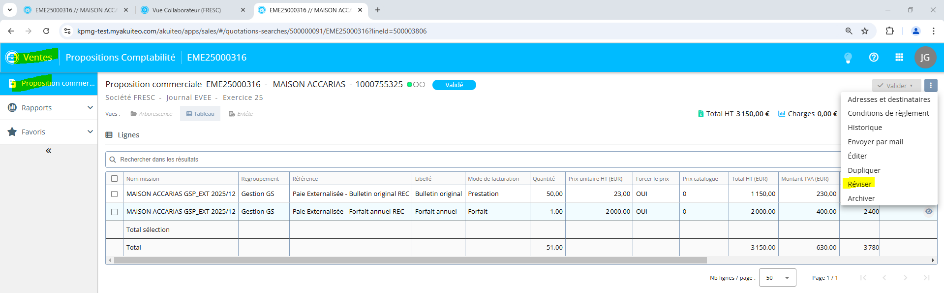 EME25000316 // MAISON ACCARIAS
Vue Collaborateur (FRESC)
EME25000316 // MAISON ACCARIAS
kpmg-test.myakuiteo.com/akuiteo/apps/sales/#/quotations-searches/500000091/EME25000316?lineId=500003806
Ventes
Propositions Comptabilité
EME25000316
JG
Proposition commer...
Rapports
Favoris
Proposition commerciale EME25000316 - MAISON ACCARIAS - 1000755325
Validé
Valider
Société FRESC - Journal EVEE - Exercice 25
Vues :
Arborescence
Tableau
Entête
Total HT 3 150,00 €
Charges 0,00 €
Lignes
Adresses et destinataires
Conditions de règlement
Historique
Envoyer par mail
Éditer
Dupliquer
Réviser
Archiver
Rechercher dans les résultats
Nom mission Regroupement Référence Libellé Mode de facturation Quantité Prix unitaire HT (EUR) Forcer le prix Prix catalogue Total HT (EUR) Montant TVA (EUR)
MAISON ACCARIAS GSP_EXT 2025/12 Gestion GS Paie Externalisée - Bulletin original REC Bulletin original Prestation 50.00 23.00 OUI 0 1 150.00 230.00
MAISON ACCARIAS GSP_EXT 2025/12 Gestion GS Paie Externalisée - Forfait annuel REC Forfait annuel Forfait 1.00 2 000.00 OUI 0 2 000.00 400.00 2 400
Total sélection
Total 51.00 3 150.00 630.00 3 780
Nb lignes / page : 50 Page 1 / 1